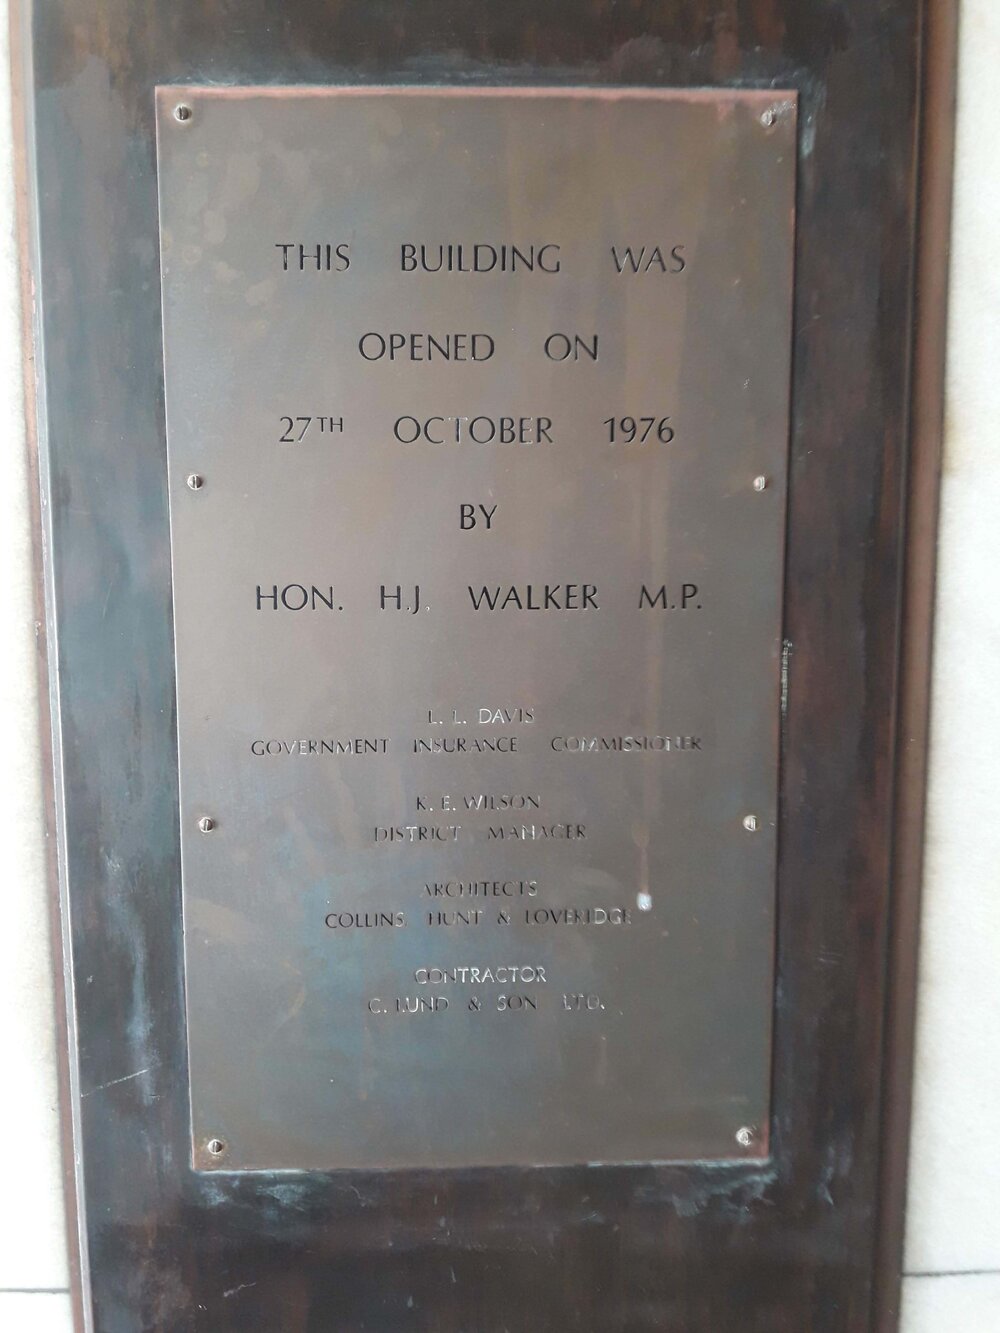 THIS BUILDING WAS
OPENED ON
27TH OCTOBER 1976
BY
HON. H.J. WALKER M.P.
L. L. DAVIS
GOVERNMENT INSURANCE COMMISSIONER
K. E. WILSON
DISTRICT MANAGER
ARCHITECTS
COLLINS HUNT & LOVERIDGE
CONTRACTOR
C. LUND & SON LTD.